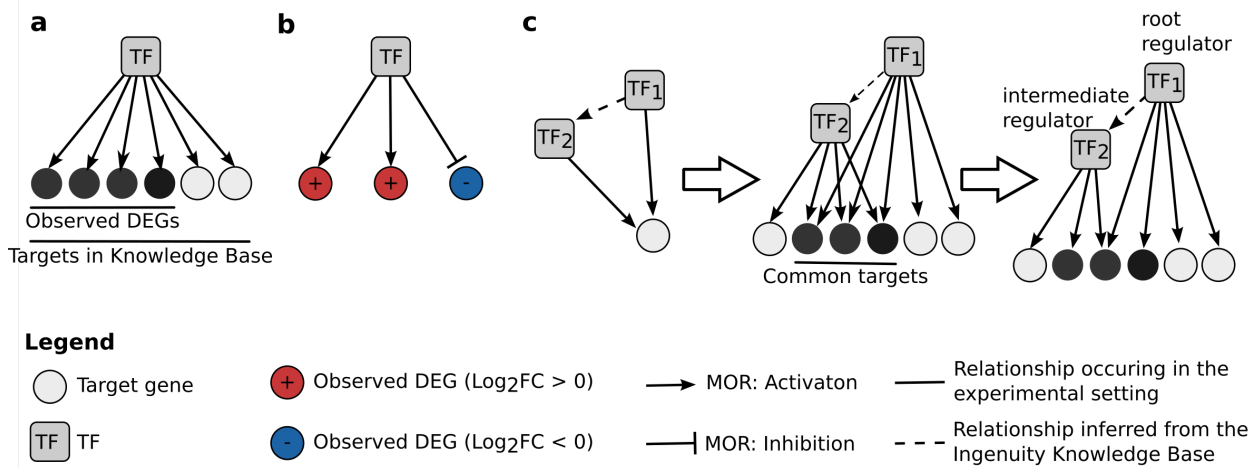 a
TF
Observed DEGs
Targets in Knowledge Base
b
TF
+
+
-
c
TF1
TF2
TF1
TF2
Common targets
root
regulator
TF1
intermediate
regulator
TF2
Legend
Target gene
TF TF
+ Observed DEG (Log2FC > 0)
- Observed DEG (Log2FC < 0)
MOR: Activaton
MOR: Inhibition
Relationship occuring in the
experimental setting
Relationship inferred from the
Ingenuity Knowledge Base